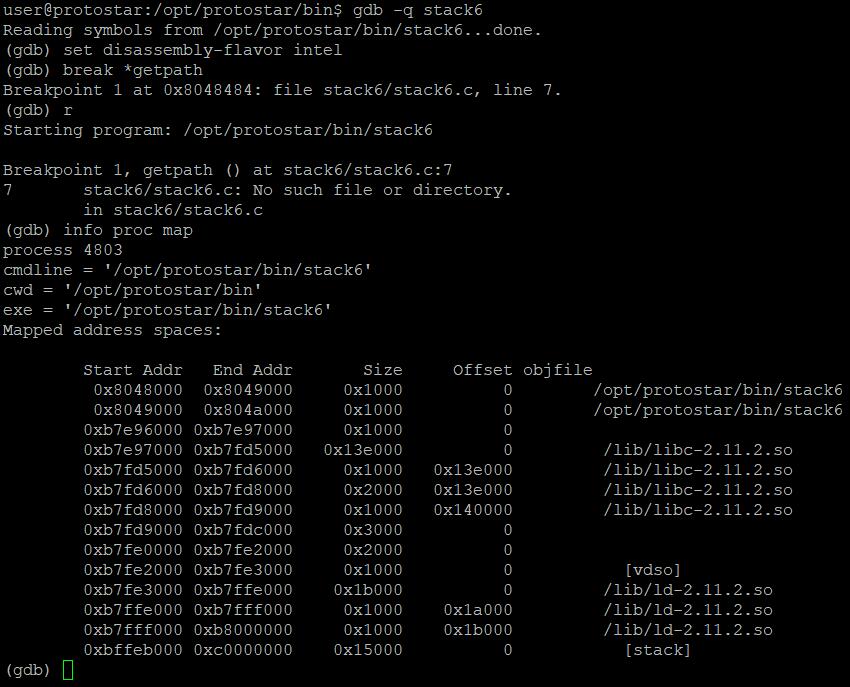 user@protostar:/opt/protostar/bin$ gdb -q stack6
Reading symbols from /opt/protostar/bin/stack6...done.
(gdb) set disassembly-flavor intel
(gdb) break *getpath
Breakpoint 1 at 0x8048484: file stack6/stack6.c, line 7.
(gdb) r
Starting program: /opt/protostar/bin/stack6

Breakpoint 1, getpath () at stack6/stack6.c:7
7       stack6/stack6.c: No such file or directory.
        in stack6/stack6.c
(gdb) info proc map
process 4803
cmdline = '/opt/protostar/bin/stack6'
cwd = '/opt/protostar/bin'
exe = '/opt/protostar/bin/stack6'
Mapped address spaces:

        Start Addr   End Addr       Size     Offset objfile
         0x8048000  0x8049000     0x1000          0        /opt/protostar/bin/stack6
         0x8049000  0x804a000     0x1000          0        /opt/protostar/bin/stack6
        0xb7e96000 0xb7e97000     0x1000          0
        0xb7e97000 0xb7fd5000   0x13e000          0         /lib/libc-2.11.2.so
        0xb7fd5000 0xb7fd6000     0x1000   0x13e000         /lib/libc-2.11.2.so
        0xb7fd6000 0xb7fd8000     0x2000   0x13e000         /lib/libc-2.11.2.so
        0xb7fd8000 0xb7fd9000     0x1000   0x140000         /lib/libc-2.11.2.so
        0xb7fd9000 0xb7fdc000     0x3000          0
        0xb7fe0000 0xb7fe2000     0x2000          0
        0xb7fe2000 0xb7fe3000     0x1000          0           [vdso]
        0xb7fe3000 0xb7ffe000    0x1b000          0         /lib/ld-2.11.2.so
        0xb7ffe000 0xb7fff000     0x1000    0x1a000         /lib/ld-2.11.2.so
        0xb7fff000 0xb8000000     0x1000    0x1b000         /lib/ld-2.11.2.so
        0xbffeb000 0xc0000000    0x15000          0           [stack]
(gdb)